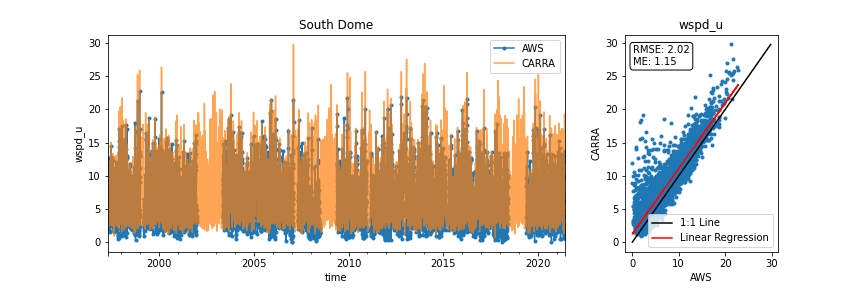 South Dome
wspd_u
30
25
20
15
10
5
0
2000
2005
2010
2015
2020
time
AWS
CARRA
wspd_u
CARRA
30
25
20
15
10
5
0
0
10
20
30
AWS
RMSE: 2.02
ME: 1.15
1:1 Line
Linear Regression